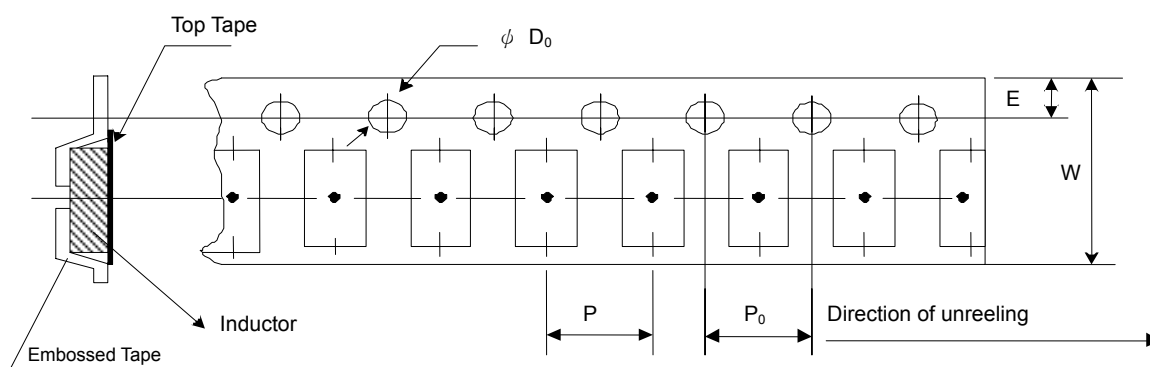 Top Tape
ψ D₀
E
W
P
P₀
Direction of unreeling
Inductor
Embossed Tape